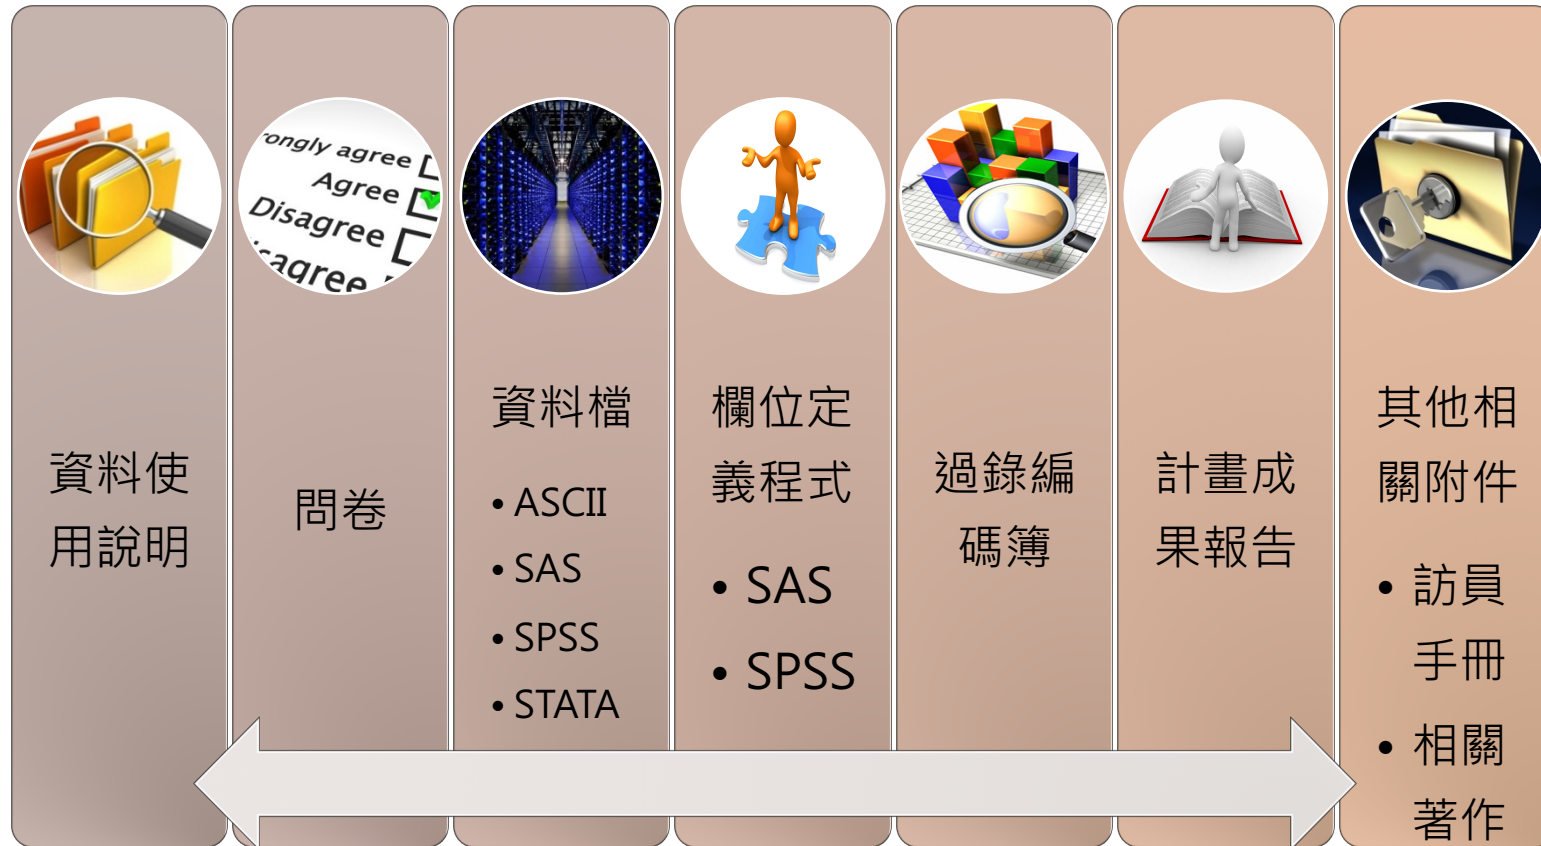 資料使
用說明
rongly agree
Agree
Disagree
sagree
問卷
資料檔
• ASCII
• SAS
• SPSS
• STATA
欄位定
義程式
• SAS
• SPSS
過錄編
碼簿
計畫成
果報告
其他相
關附件
• 訪員
手冊
• 相關
著作